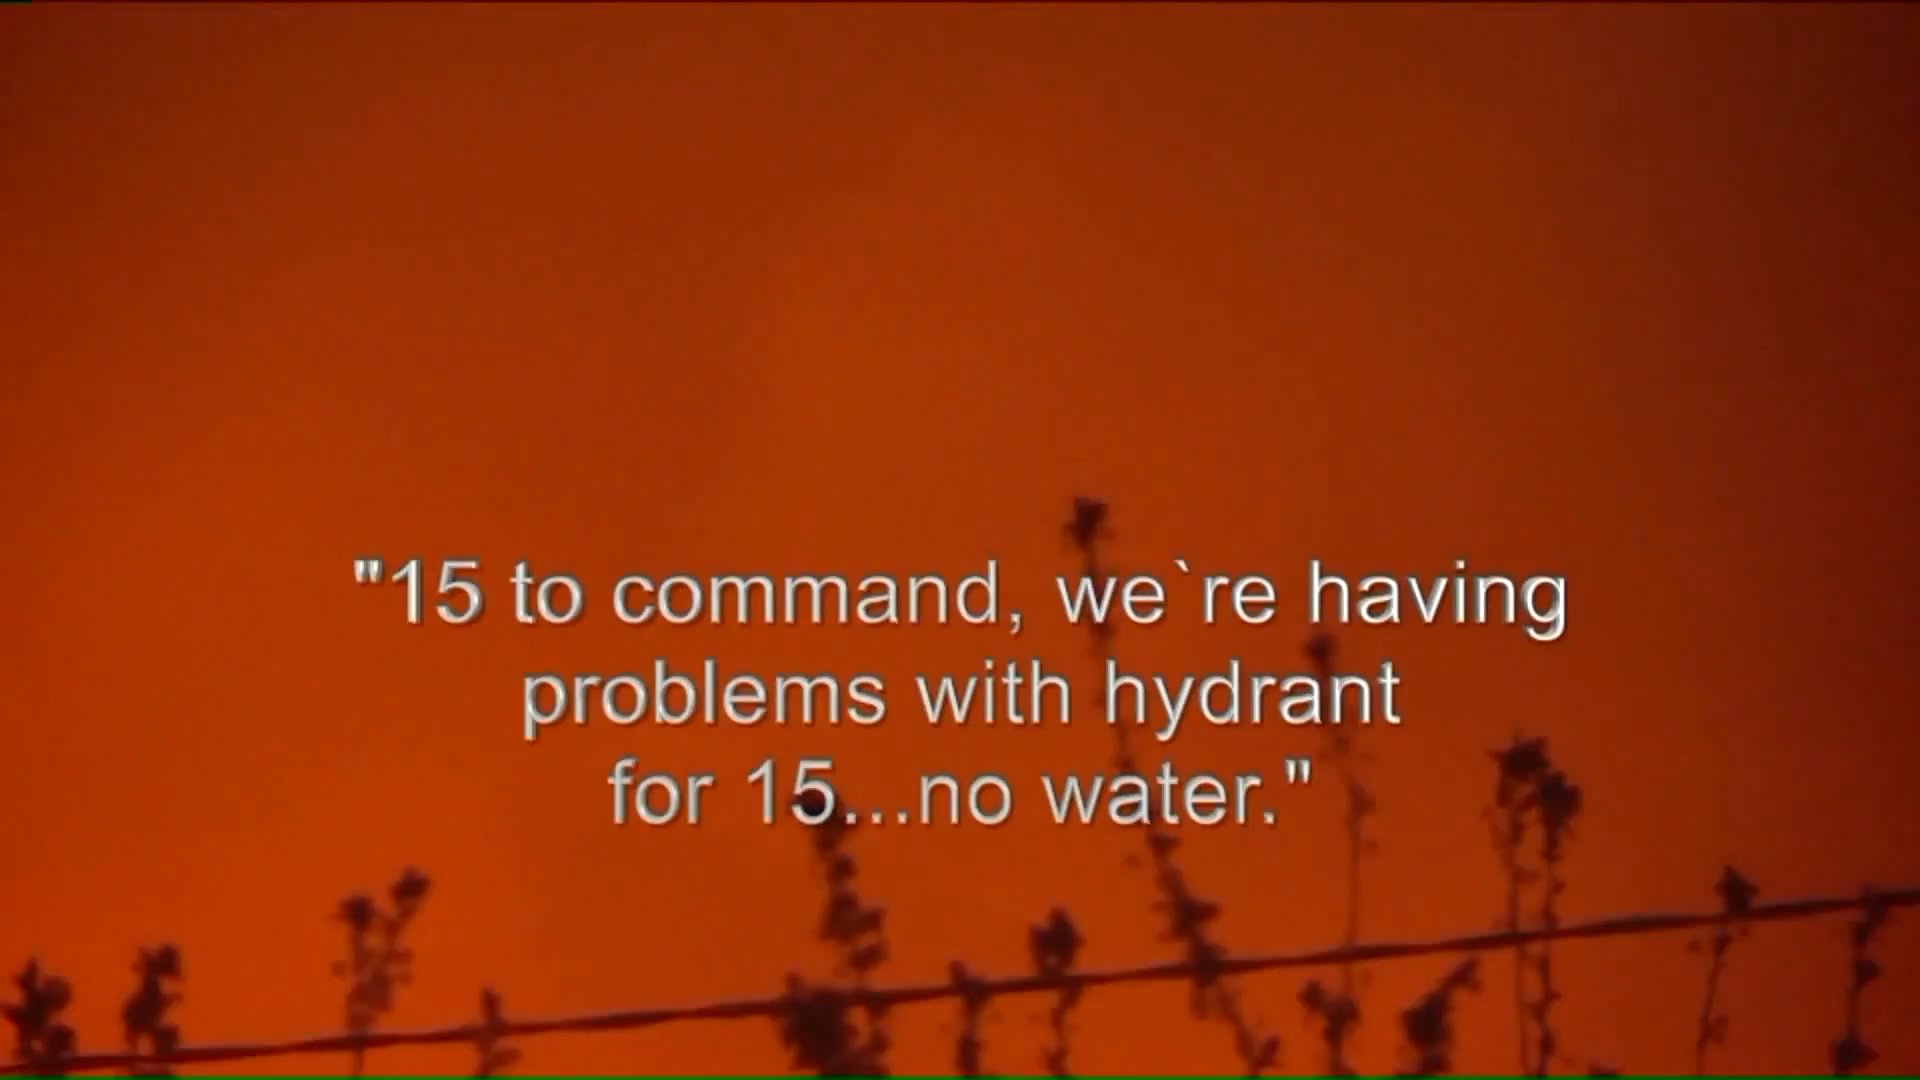 "15 to command, we`re having
problems with hydrant
for 15...no water."